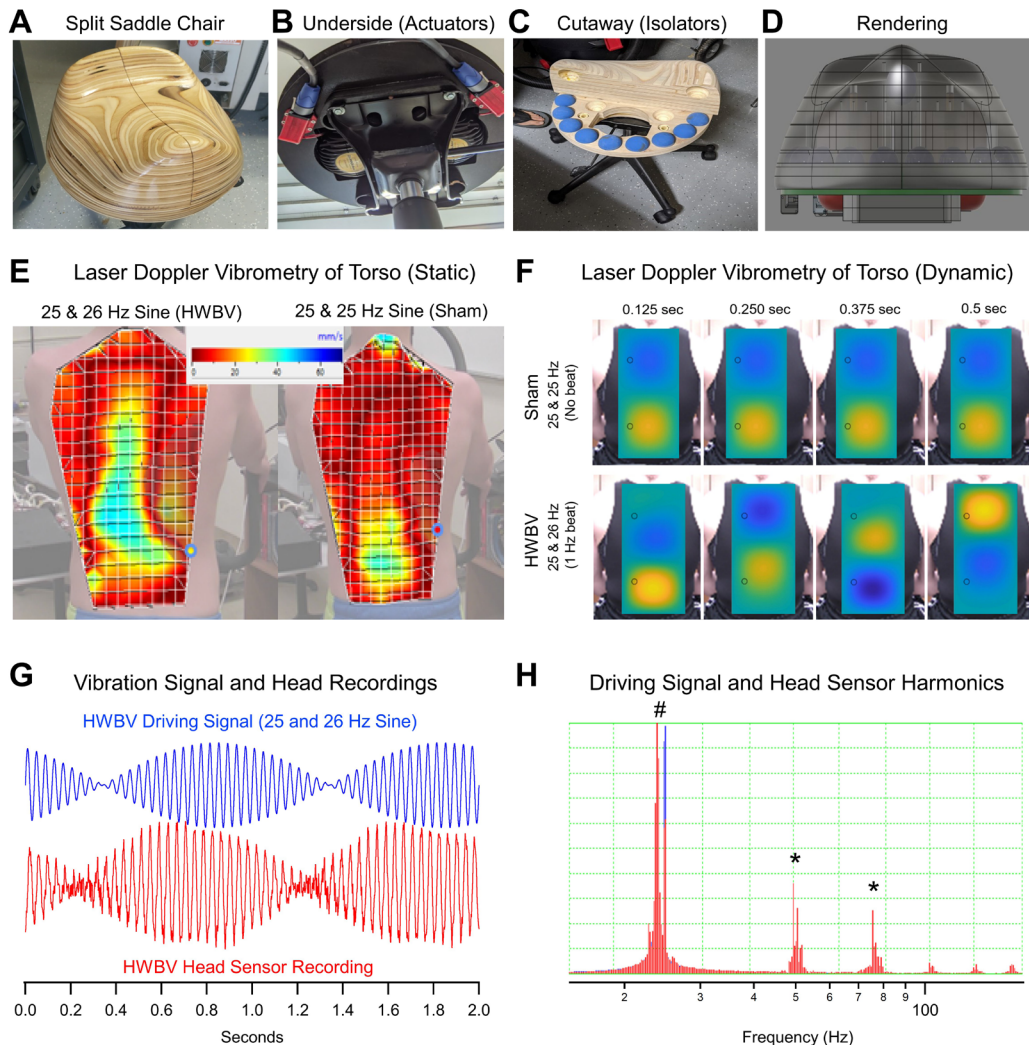 A Split Saddle Chair
B Underside (Actuators)
C Cutaway (Isolators)
D Rendering
E Laser Doppler Vibrometry of Torso (Static)
25 & 26 Hz Sine (HWBV)
25 & 25 Hz Sine (Sham)
mm/s
0 20 40 60
F Laser Doppler Vibrometry of Torso (Dynamic)
0.125 sec 0.250 sec 0.375 sec 0.5 sec
Sham
25 & 25 Hz
(No beat)
HWBV
25 & 26 Hz
(1 Hz beat)
G Vibration Signal and Head Recordings
HWBV Driving Signal (25 and 26 Hz Sine)
HWBV Head Sensor Recording
0.0 0.2 0.4 0.6 0.8 1.0 1.2 1.4 1.6 1.8 2.0
Seconds
H Driving Signal and Head Sensor Harmonics
#
*
*
2 3 4 5 6 7 8 9 100
Frequency (Hz)